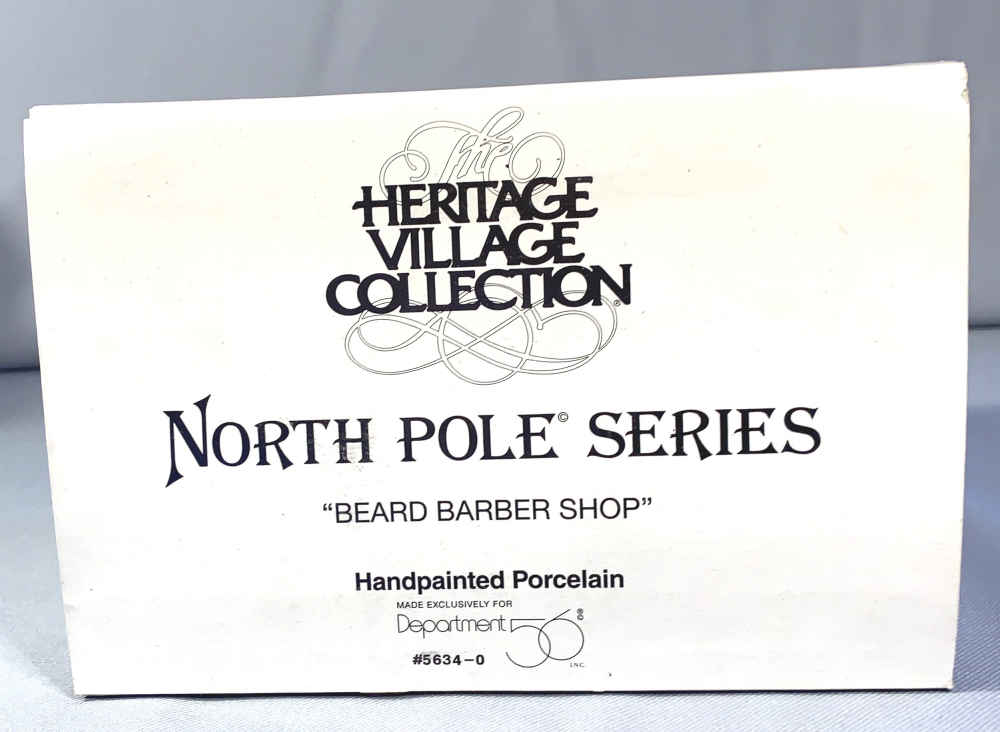 The
HERITAGE
VILLAGE
COLLECTION®
NORTH POLE© SERIES
“BEARD BARBER SHOP”
Handpainted Porcelain
MADE EXCLUSIVELY FOR
Department 56 ®©
#5634–0 INC.